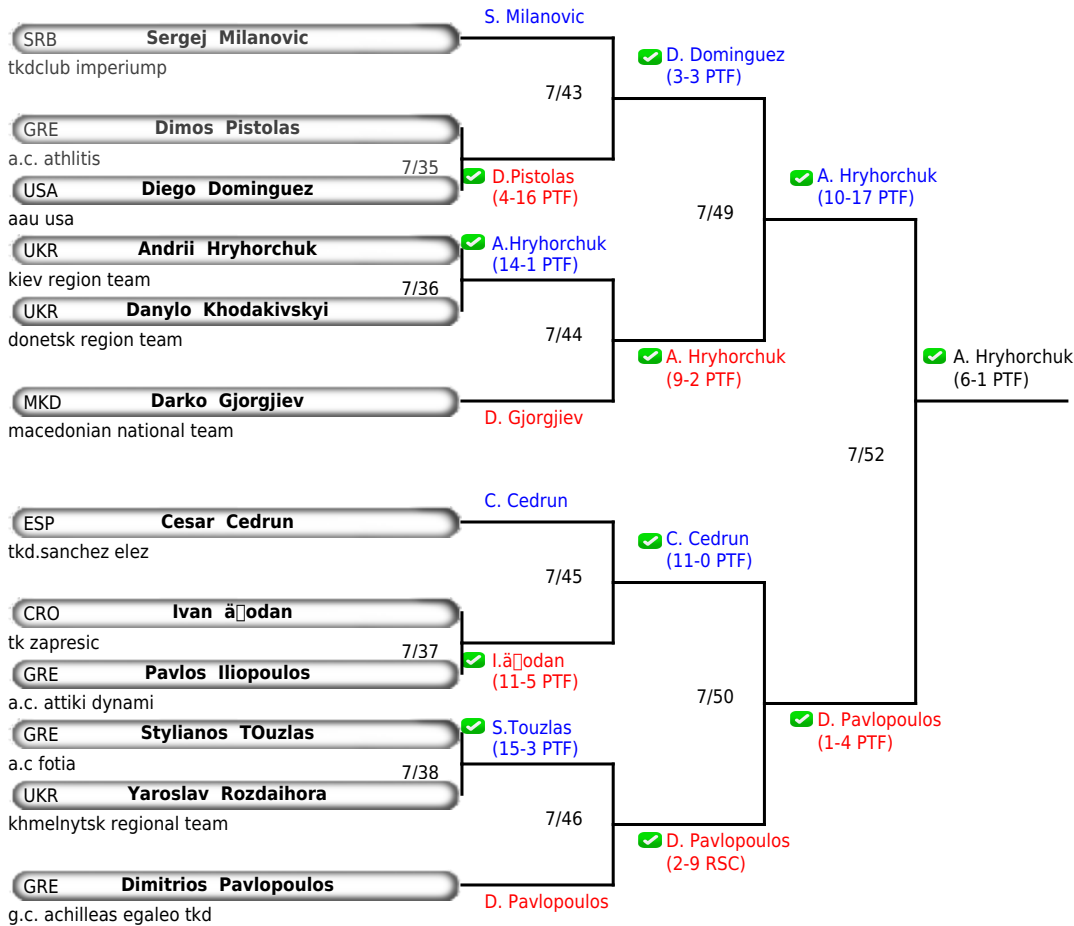 S. Milanovic
SRB Sergej Milanovic
tkdclub imperiump
D. Dominguez
(3-3 PTF)
7/43
GRE Dimos Pistolas
a.c. athlitis
7/35
D.Pistolas
(4-16 PTF)
USA Diego Dominguez
aau usa
A. Hryhorchuk
(10-17 PTF)
7/49
UKR Andrii Hryhorchuk
kiev region team
A.Hryhorchuk
(14-1 PTF)
7/36
UKR Danylo Khodakivskyi
donetsk region team
7/44
A. Hryhorchuk
(9-2 PTF)
MKD Darko Gjorgjiev
macedonian national team
D. Gjorgjiev
A. Hryhorchuk
(6-1 PTF)
7/52
C. Cedrun
ESP Cesar Cedrun
tkd.sanchez elez
C. Cedrun
(11-0 PTF)
7/45
CRO Ivan ä▯odan
tk zapresic
7/37
I.ä▯odan
(11-5 PTF)
GRE Pavlos Iliopoulos
a.c. attiki dynami
7/50
D. Pavlopoulos
(1-4 PTF)
GRE Stylianos TOuzlas
a.c fotia
S.Touzlas
(15-3 PTF)
7/38
UKR Yaroslav Rozdaihora
khmelnytsk regional team
7/46
D. Pavlopoulos
(2-9 RSC)
GRE Dimitrios Pavlopoulos
g.c. achilleas egaleo tkd
D. Pavlopoulos